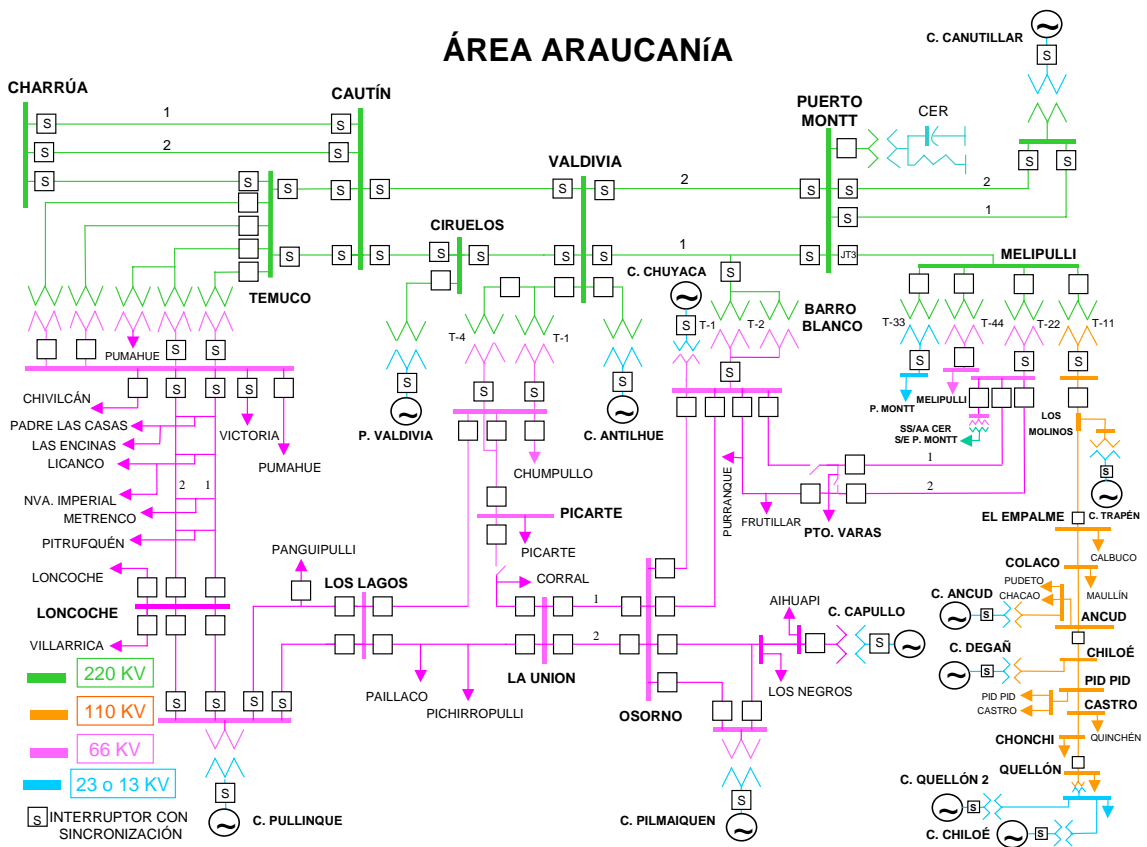 ÁREA ARAUCANíA
C. CANUTILLAR
S
CHARRÚA
CAUTÍN
PUERTO
MONTT
CER
VALDIVIA
S
1
S
S
2
S
S
S
S
S
S
S
S
S
S
2
S
S
2
S
1
CIRUELOS
S
S
S
S
S
S
S
S
1
S
JT3
MELIPULLI
TEMUCO
C. CHUYACA
S
BARRO
BLANCO
T-4
T-1
S
T-1
T-2
T-33
T-44
T-22
T-11
PUMAHUE
S
S
S
S
S
S
S
S
S
S
S
S
S
P. VALDIVIA
C. ANTILHUE
P. MONTT
MELIPULLI
SS/AA CER
S/E P. MONTT
LOS
MOLINOS
CHIVILCÁN
PADRE LAS CASAS
LAS ENCINAS
LICANCO
VICTORIA
PUMAHUE
CHUMPULLO
1
2
S
C. TRAPÉN
NVA. IMPERIAL
2
1
METRENCO
PITRUFQUÉN
PICARTE
PICARTE
PURRANQUE
FRUTILLAR
PTO. VARAS
EL EMPALME
CALBUCO
LONCOCHE
PANGUIPULLI
LOS LAGOS
CORRAL
COLACO
PUDETO
CHACAO
MAULLÍN
LONCOCHE
1
AIHUAPI
C. CAPULLO
S
C. ANCUD
S
ANCUD
VILLARRICA
2
C. DEGAÑ
S
CHILOÉ
220 KV
PAILLACO
LA UNION
LOS NEGROS
PID PID
PID PID
CASTRO
CASTRO
PICHIRROPULLI
OSORNO
110 KV
S
S
S
S
QUINCHÉN
CHONCHI
66 KV
QUELLÓN
23 o 13 KV
C. QUELLÓN 2
S
S
S
S
INTERRUPTOR CON
SINCRONIZACIÓN
C. PULLINQUE
C. PILMAIQUEN
C. CHILOÉ
S